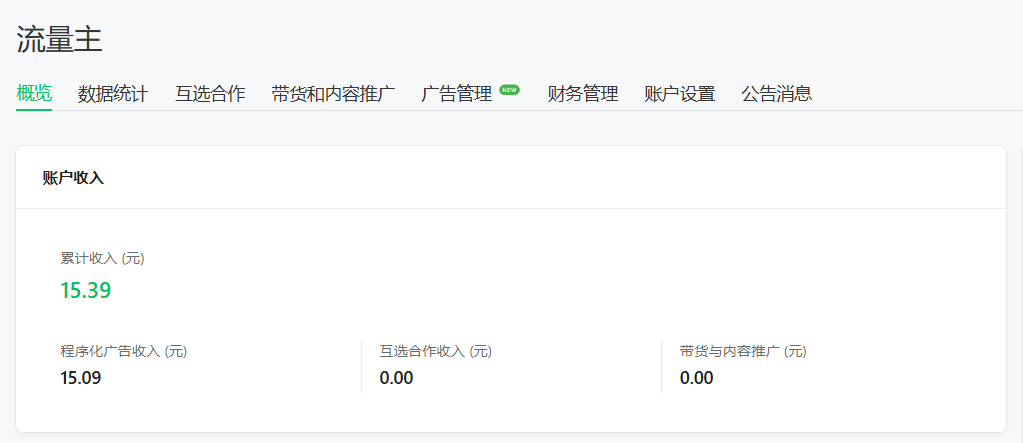 流量主
概览 数据统计 互选合作 带货和内容推广 广告管理 NEW 财务管理 账户设置 公告消息
账户收入
累计收入 (元)
15.39
程序化广告收入 (元) 互选合作收入 (元) 带货与内容推广 (元)
15.09 0.00 0.00